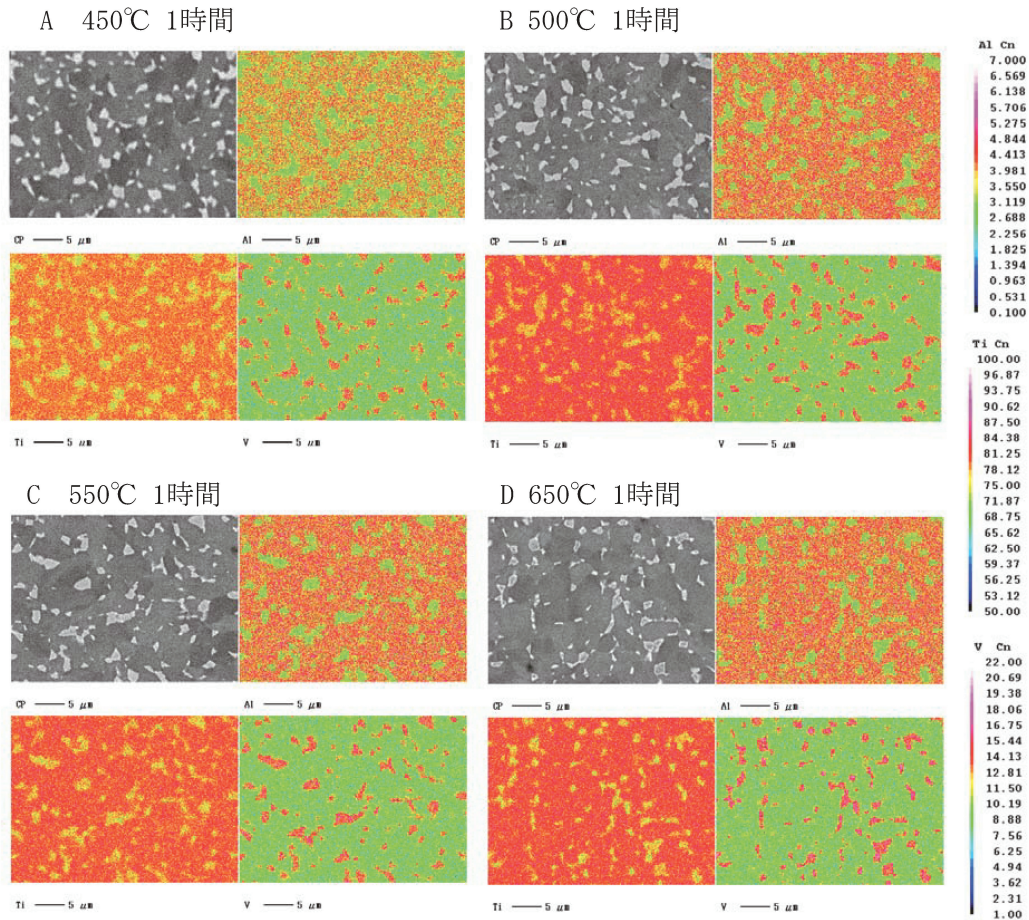 A 450℃ 1時間
CP 5 μm
Al 5 μm
Ti 5 μm
V 5 μm
B 500℃ 1時間
CP 5 μm
Al 5 μm
Ti 5 μm
V 5 μm
C 550℃ 1時間
CP 5 μm
Al 5 μm
Ti 5 μm
V 5 μm
D 650℃ 1時間
CP 5 μm
Al 5 μm
Ti 5 μm
V 5 μm
Al Cn
7.000
6.569
6.138
5.706
5.275
4.844
4.413
3.981
3.550
3.119
2.688
2.256
1.825
1.394
0.963
0.531
0.100
Ti Cn
100.00
96.87
93.75
90.62
87.50
84.38
81.25
78.12
75.00
71.87
68.75
65.62
62.50
59.37
56.25
53.12
50.00
V Cn
22.00
20.69
19.38
18.06
16.75
15.44
14.13
12.81
11.50
10.19
8.88
7.56
6.25
4.94
3.62
2.31
1.00